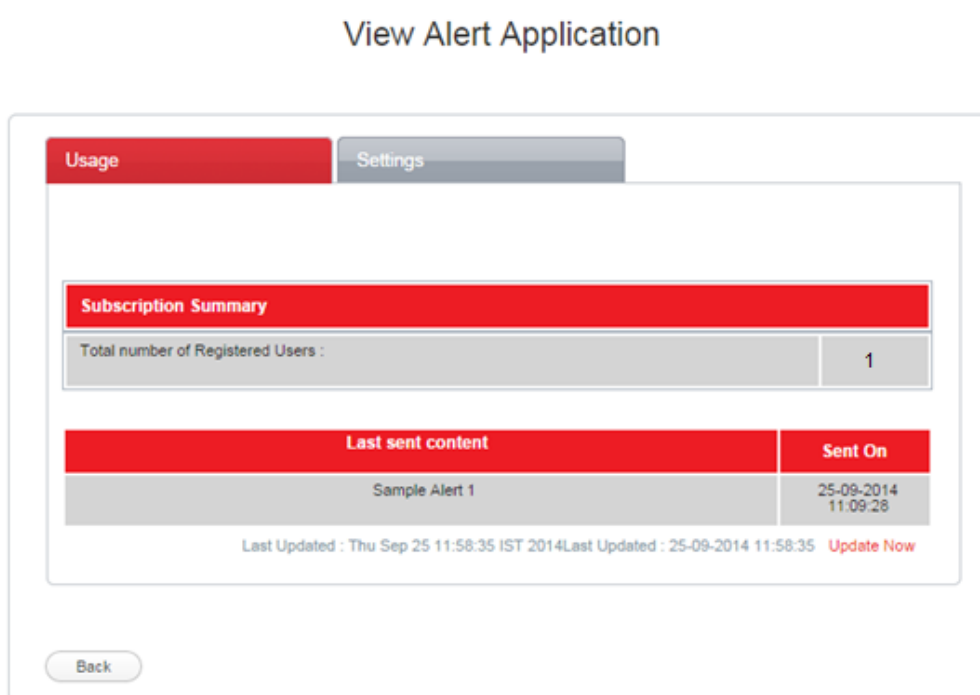 View Alert Application
Usage
Settings
Subscription Summary
Total number of Registered Users :
1
Last sent content
Sent On
Sample Alert 1
25-09-2014
11:09:28
Last Updated : Thu Sep 25 11:58:35 IST 2014Last Updated : 25-09-2014 11:58:35 Update Now
Back